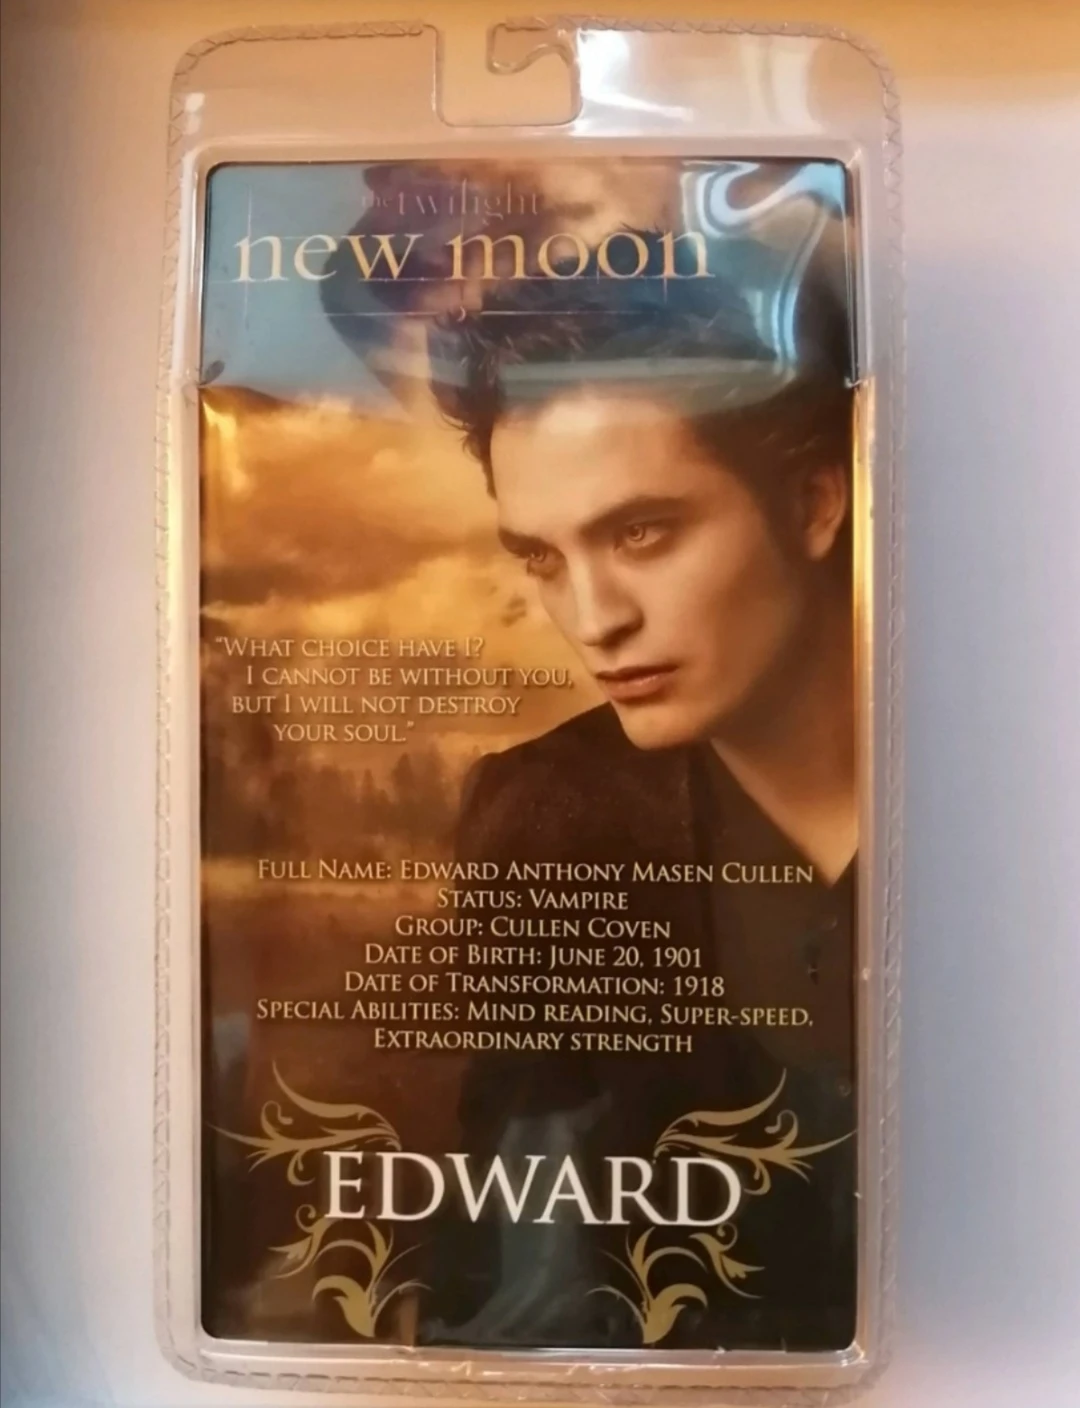 the twilight
new moon
"WHAT CHOICE HAVE I?
I CANNOT BE WITHOUT YOU,
BUT I WILL NOT DESTROY
YOUR SOUL."
FULL NAME: EDWARD ANTHONY MASEN CULLEN
STATUS: VAMPIRE
GROUP: CULLEN COVEN
DATE OF BIRTH: JUNE 20, 1901
DATE OF TRANSFORMATION: 1918
SPECIAL ABILITIES: MIND READING, SUPER-SPEED,
EXTRAORDINARY STRENGTH
EDWARD